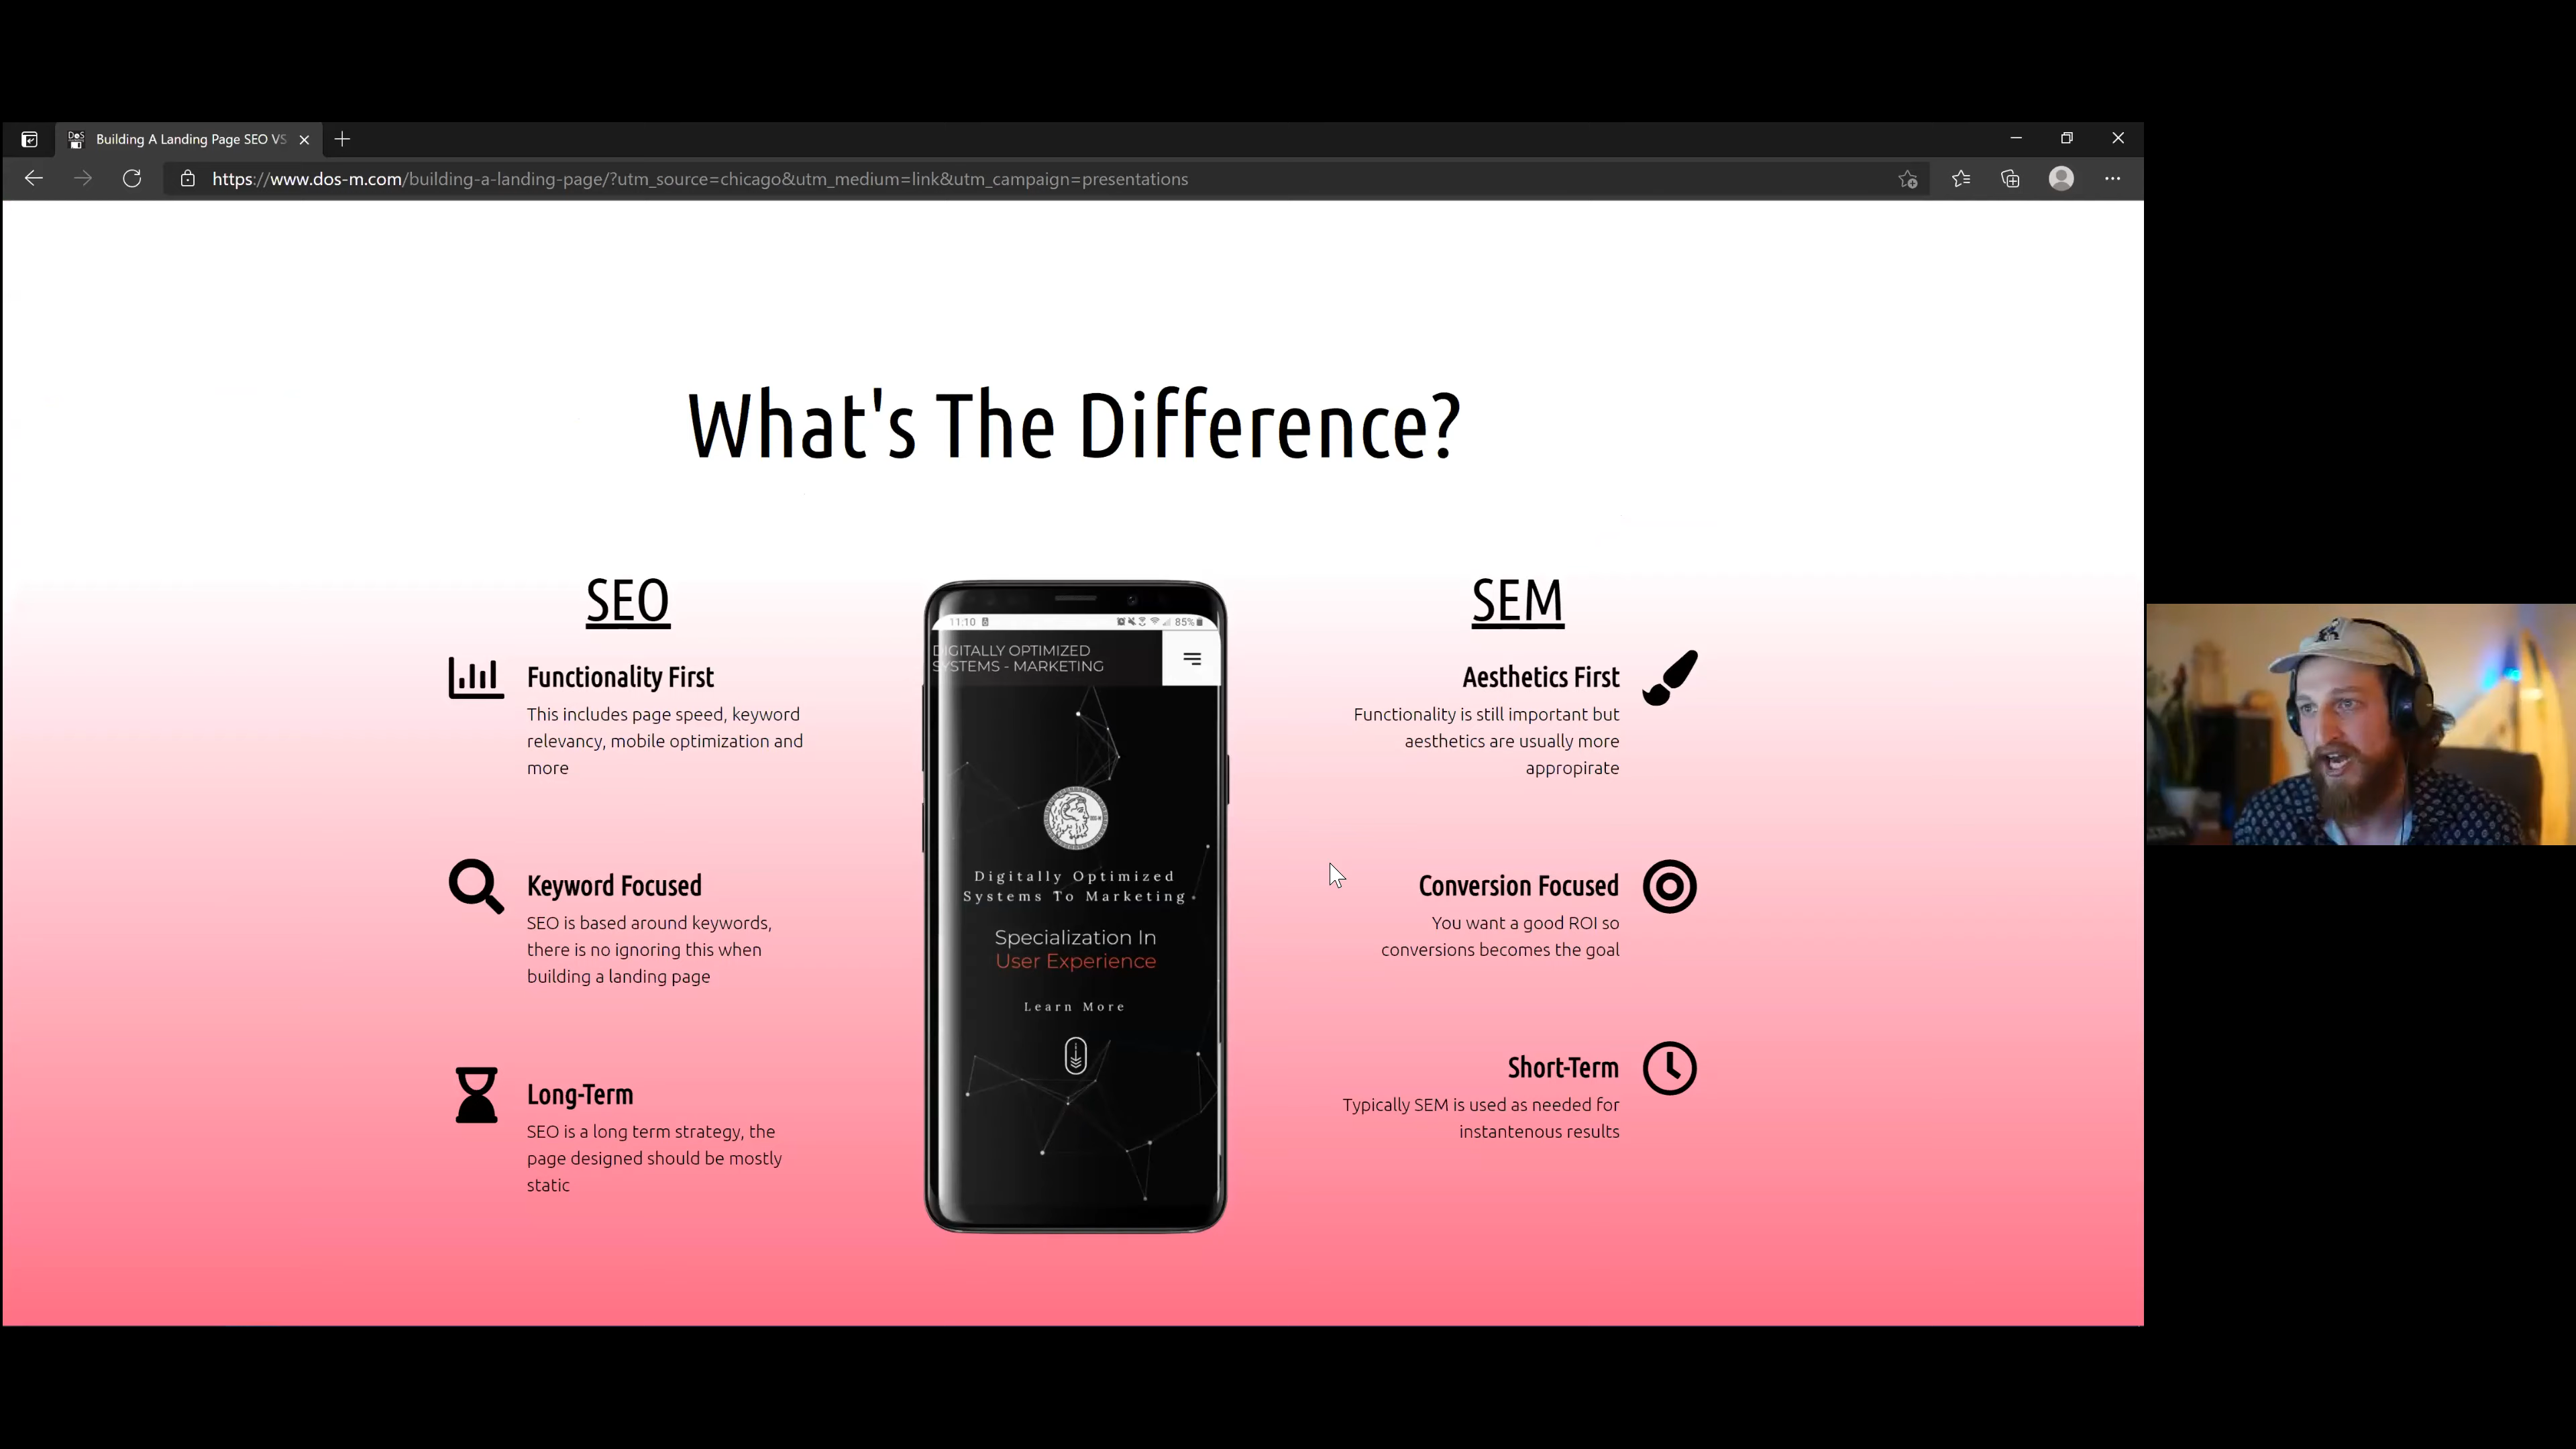 Building A Landing Page SEO VS
https://www.dos-m.com/building-a-landing-page/?utm_source=chicago&utm_medium=link&utm_campaign=presentations
What's The Difference?
SEO
Functionality First
This includes page speed, keyword
relevancy, mobile optimization and
more
Keyword Focused
SEO is based around keywords,
there is no ignoring this when
building a landing page
Long-Term
SEO is a long term strategy, the
page designed should be mostly
static
11:10
85%
DIGITALLY OPTIMIZED
SYSTEMS - MARKETING
Digitally Optimized
Systems To Marketing
Specialization In
User Experience
Learn More
SEM
Aesthetics First
Functionality is still important but
aesthetics are usually more
appropirate
Conversion Focused
You want a good ROI so
conversions becomes the goal
Short-Term
Typically SEM is used as needed for
instantenous results